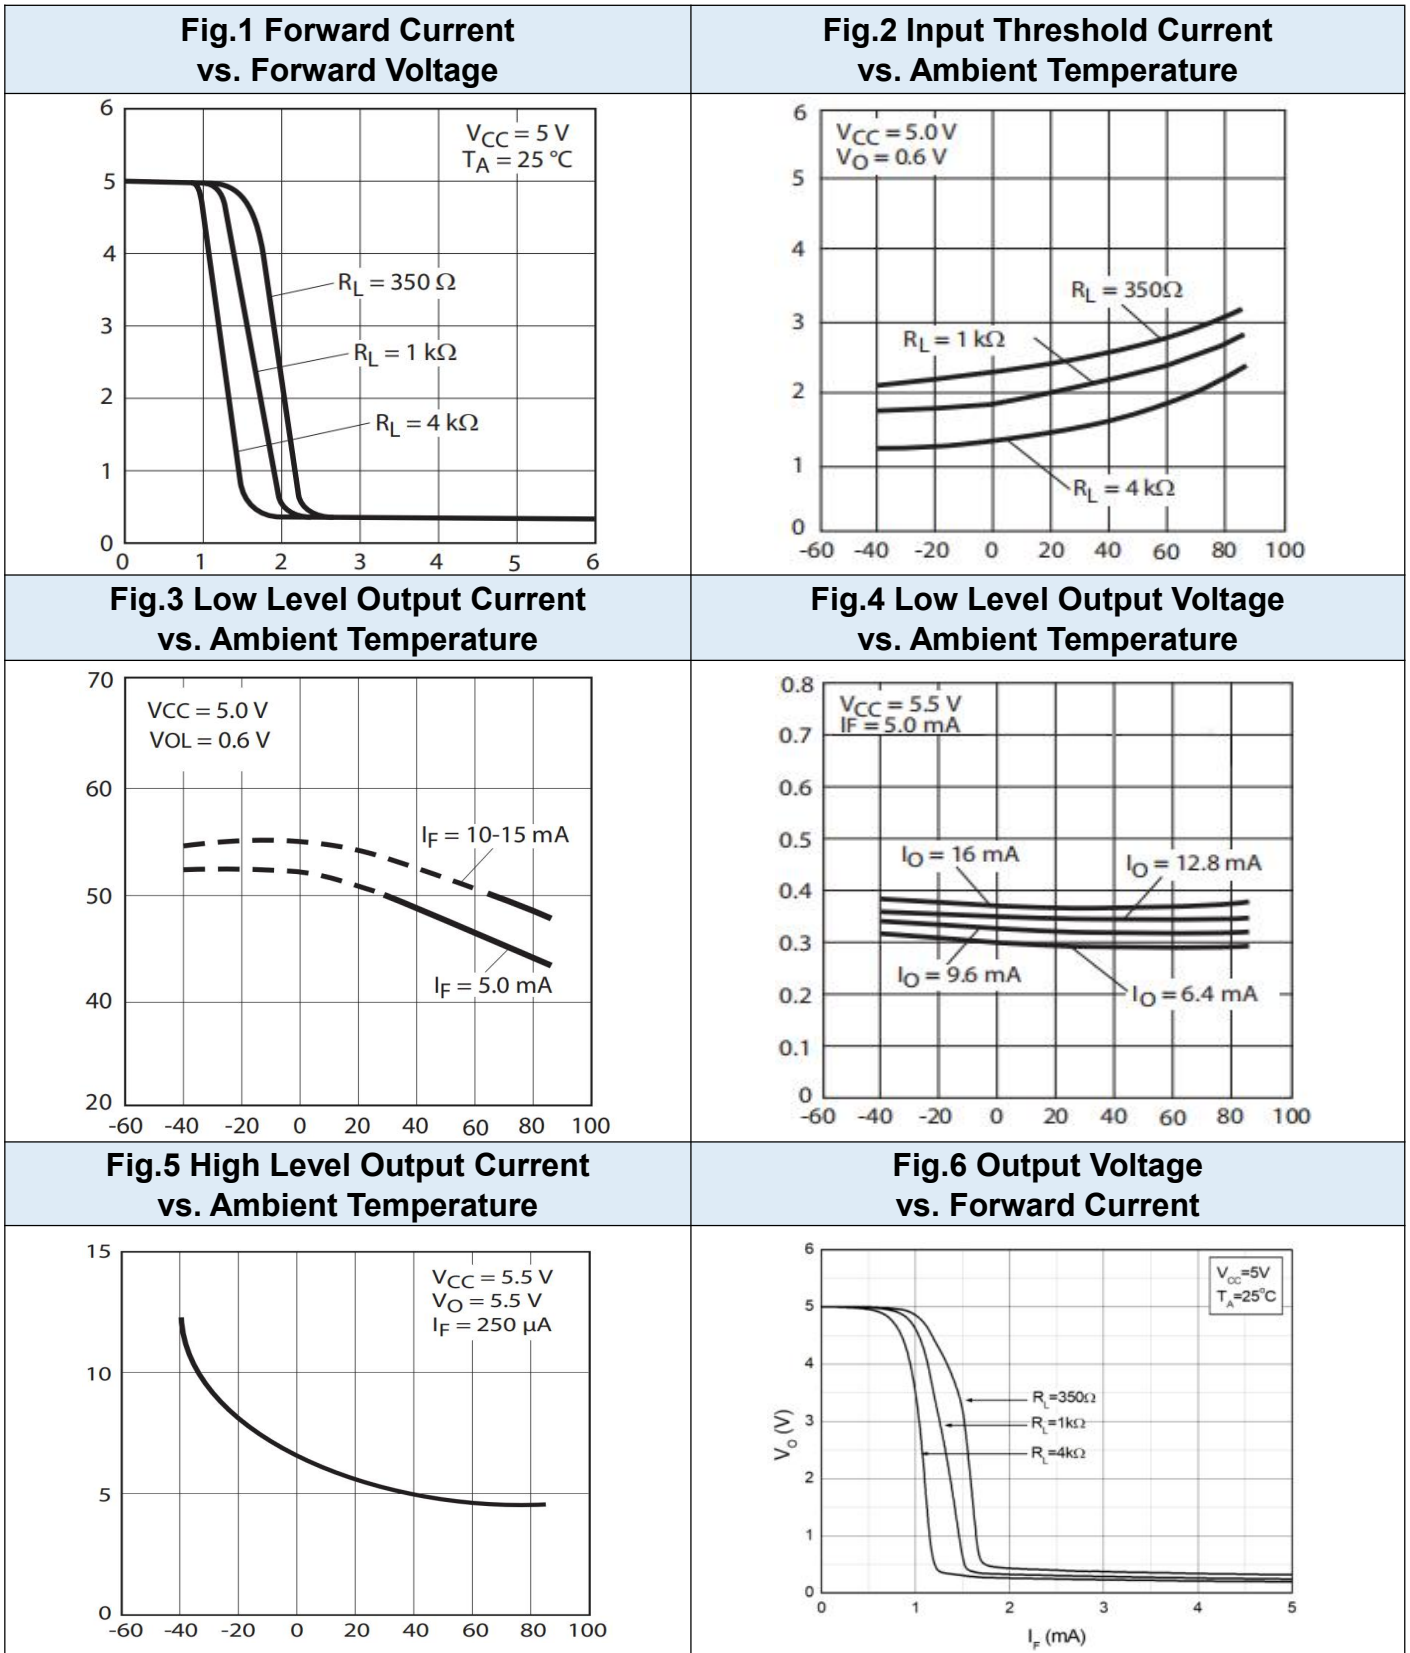 Fig.1 Forward Current
vs. Forward Voltage
6
5
4
3
2
1
0
VCC = 5 V
TA = 25 °C
RL = 350 Ω
RL = 1 kΩ
RL = 4 kΩ
0 1 2 3 4 5 6
Fig.2 Input Threshold Current
vs. Ambient Temperature
6
5
4
3
2
1
0
VCC = 5.0 V
VO = 0.6 V
RL = 350Ω
RL = 1 kΩ
RL = 4 kΩ
-60 -40 -20 0 20 40 60 80 100
Fig.3 Low Level Output Current
vs. Ambient Temperature
70
60
50
40
20
VCC = 5.0 V
VOL = 0.6 V
IF = 10-15 mA
IF = 5.0 mA
-60 -40 -20 0 20 40 60 80 100
Fig.4 Low Level Output Voltage
vs. Ambient Temperature
0.8
0.7
0.6
0.5
0.4
0.3
0.2
0.1
0
VCC = 5.5 V
IF = 5.0 mA
IO = 16 mA
IO = 12.8 mA
IO = 9.6 mA
IO = 6.4 mA
-60 -40 -20 0 20 40 60 80 100
Fig.5 High Level Output Current
vs. Ambient Temperature
15
10
5
0
VCC = 5.5 V
VO = 5.5 V
IF = 250 μA
-60 -40 -20 0 20 40 60 80 100
Fig.6 Output Voltage
vs. Forward Current
6
5
4
3
2
1
0
VO (V)
VCC=5V
TA=25°C
RL=350Ω
RL=1kΩ
RL=4kΩ
0 1 2 3 4 5
IF (mA)